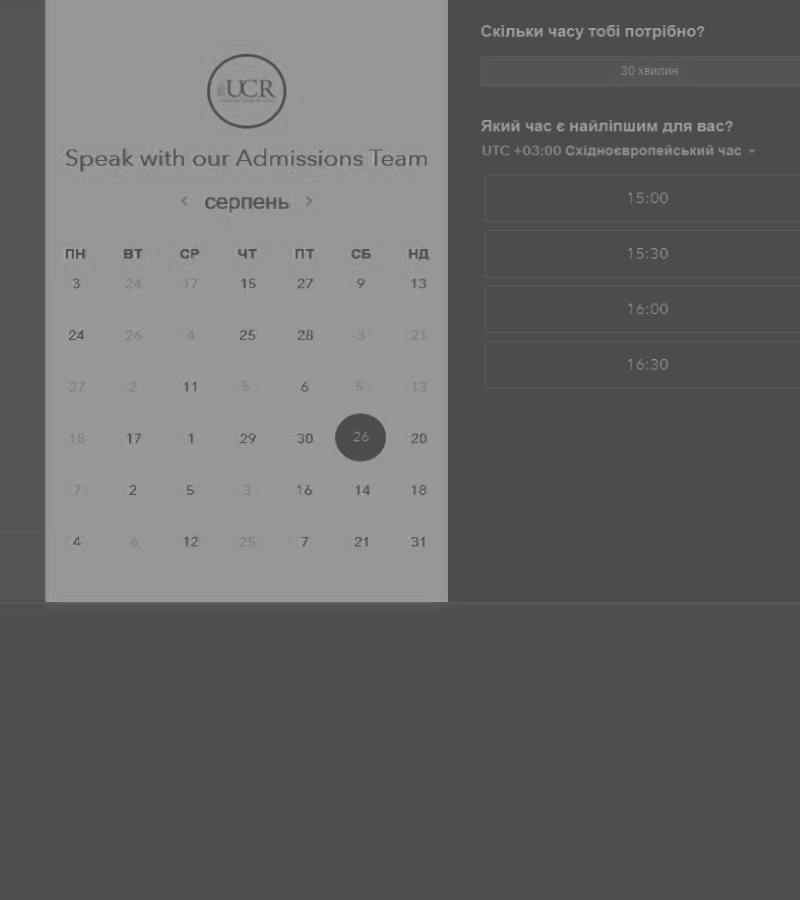 UCR
Speak with our Admissions Team
серпень
ПН ВТ СР ЧТ ПТ СБ НД
3 24 17 15 27 9 13
24 26 4 25 28 3 21
27 2 11 5 6 5 13
18 17 1 29 30 26 20
7 2 5 3 16 14 18
4 6 12 25 7 21 31
Скільки часу тобі потрібно?
30 хвилин
Який час є найліпшим для вас?
UTC +03:00 Східноєвропейський час
15:00
15:30
16:00
16:30